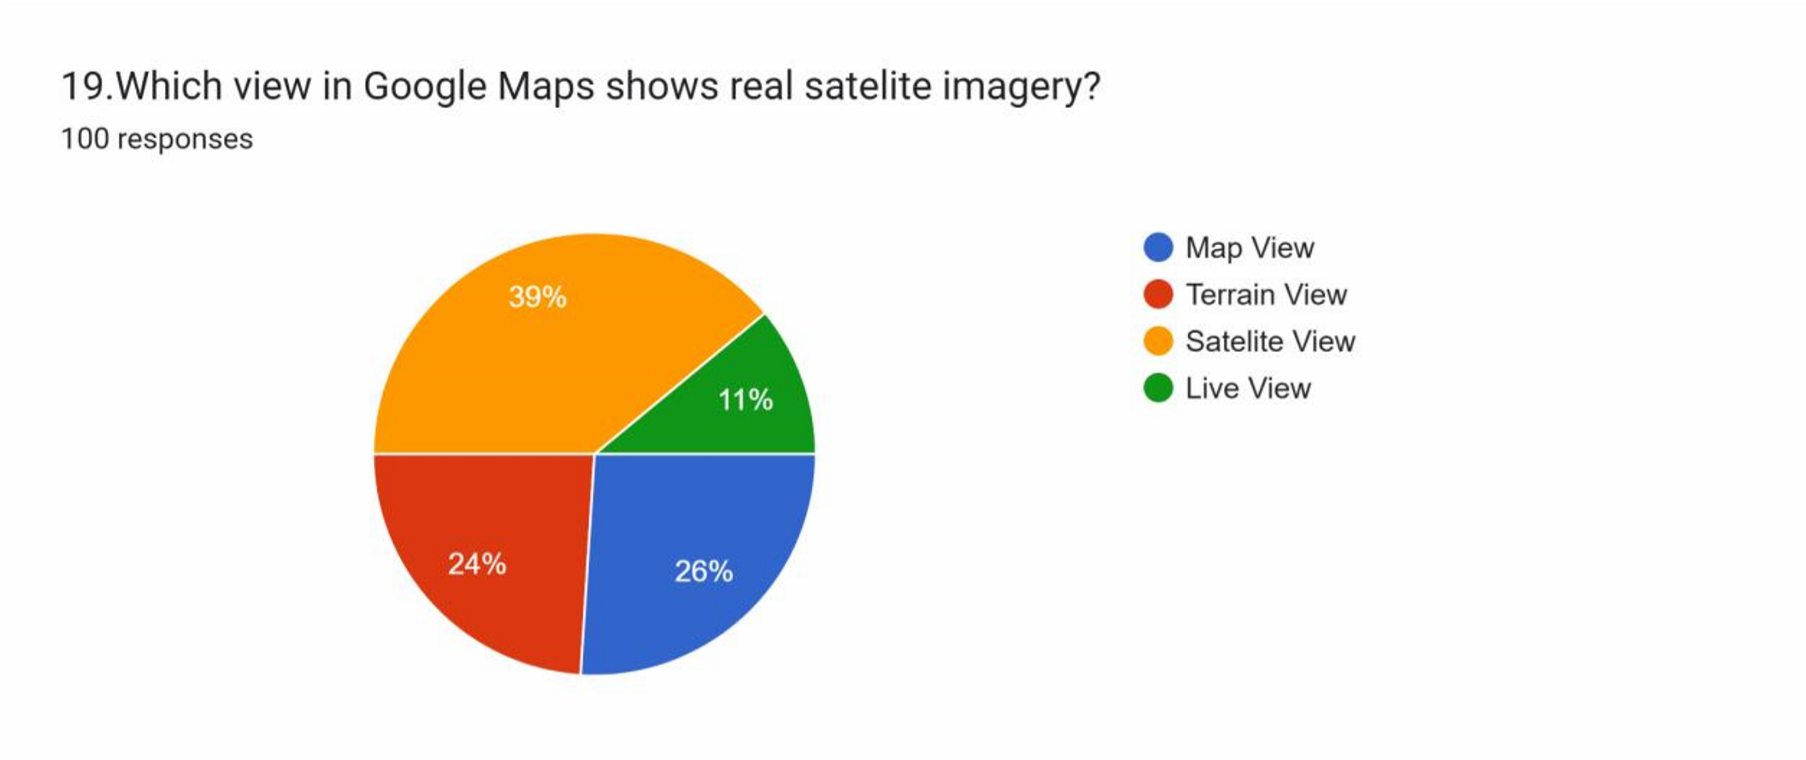 19.Which view in Google Maps shows real satelite imagery?
100 responses
39%
11%
24%
26%
Map View
Terrain View
Satelite View
Live View